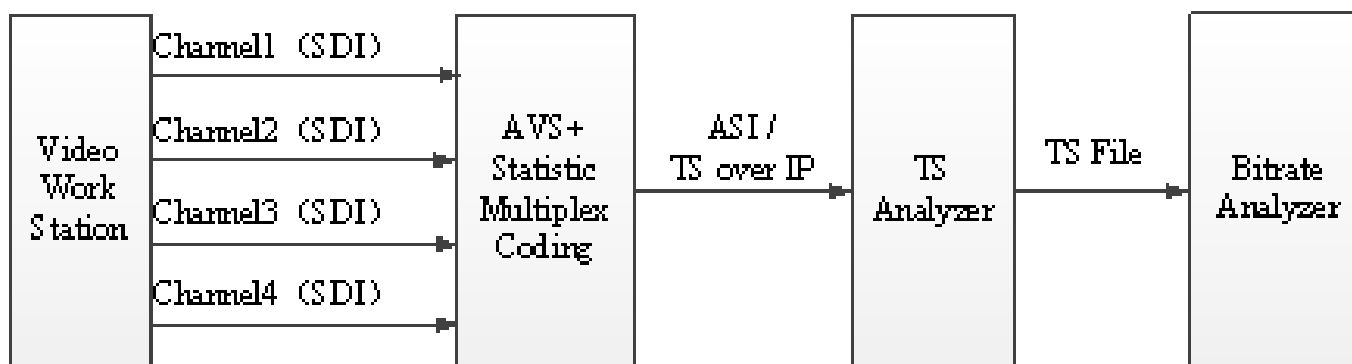 Video
Work
Station
Channel1 (SDI)
Channel2 (SDI)
Channel3 (SDI)
Channel4 (SDI)
AVS+
Statistic
Multiplex
Coding
ASI /
TS over IP
TS
Analyzer
TS File
Bitrate
Analyzer